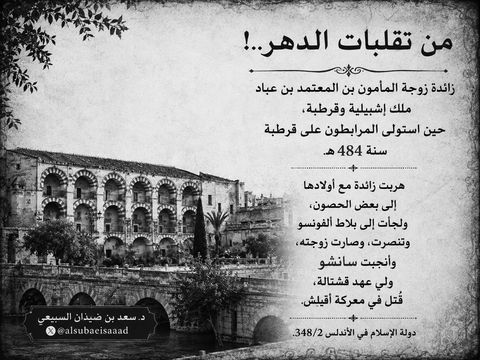 من تقلبات الدهر..!
زائدة زوجة المأمون بن المعتمد بن عباد
ملك إشبيلية وقرطبة،
حين استولى المرابطون على قرطبة
سنة 484 هـ.
هربت زائدة مع أولادها
إلى بعض الحصون،
ولجأت إلى بلاط ألفونسو
وتنصرت، وصارت زوجته،
وأنجبت سانشو
ولي عهد قشتالة،
قُتل في معركة أقليش.
دولة الإسلام في الأندلس 348/2.
د. سعد بن ضيدان السبيعي
@alsubaeisaaad